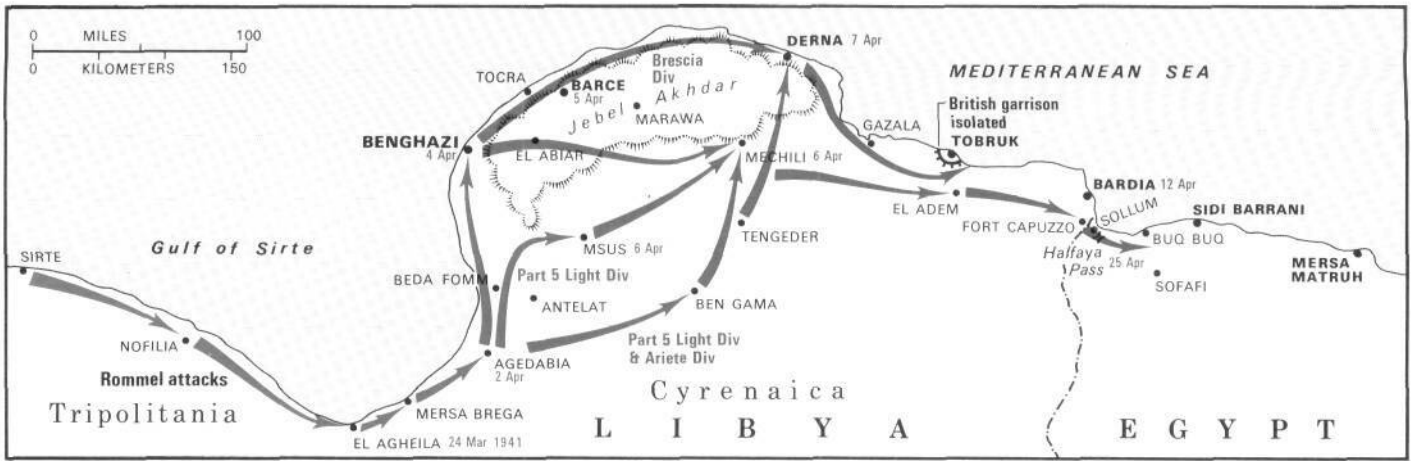 0 MILES 100
0 KILOMETERS 150
DERNA 7 Apr
MEDITERRANEAN SEA
Brescia
Div
TOCRA
BARCE
5 Apr
Jebel Akhdar
MARAWA
British garrison
isolated
TOBRUK
GAZALA
BENGHAZI
4 Apr
EL ABIAR
MECHILI 6 Apr
BARDIA 12 Apr
EL ADEM
SOLLUM
SIDI BARRANI
FORT CAPUZZO
BUQ BUQ
Halfaya
Pass
25 Apr
MERSA
MATRUH
SOFAFI
Gulf of Sirte
SIRTE
MSUS 6 Apr
TENGEDER
BEDA FOMM
Part 5 Light Div
ANTELAT
BEN GAMA
NOFILIA
Part 5 Light Div
& Ariete Div
AGEDABIA
2 Apr
Rommel attacks
Tripolitania
MERSA BREGA
Cyrenaica
EL AGHEILA 24 Mar 1941
LIBYA
EGYPT